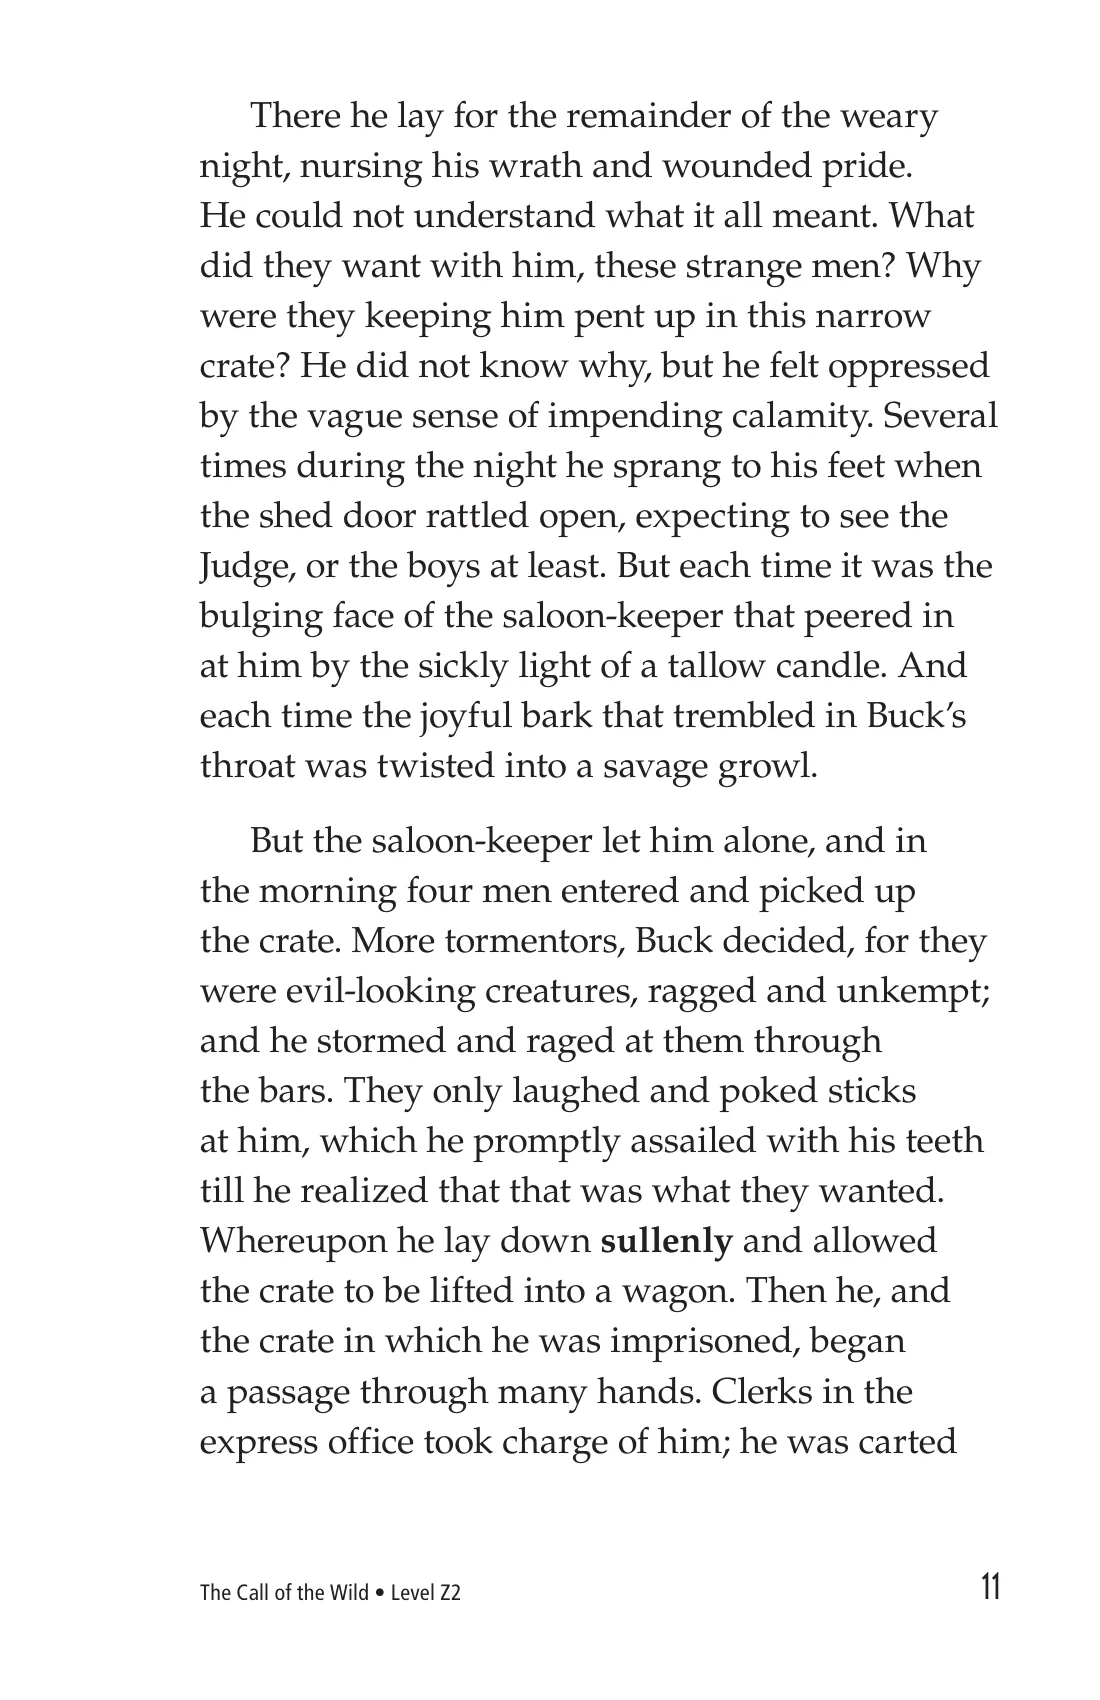 There he lay for the remainder of the weary
night, nursing his wrath and wounded pride.
He could not understand what it all meant. What
did they want with him, these strange men? Why
were they keeping him pent up in this narrow
crate? He did not know why, but he felt oppressed
by the vague sense of impending calamity. Several
times during the night he sprang to his feet when
the shed door rattled open, expecting to see the
Judge, or the boys at least. But each time it was the
bulging face of the saloon-keeper that peered in
at him by the sickly light of a tallow candle. And
each time the joyful bark that trembled in Buck’s
throat was twisted into a savage growl.
But the saloon-keeper let him alone, and in
the morning four men entered and picked up
the crate. More tormentors, Buck decided, for they
were evil-looking creatures, ragged and unkempt;
and he stormed and raged at them through
the bars. They only laughed and poked sticks
at him, which he promptly assailed with his teeth
till he realized that that was what they wanted.
Whereupon he lay down sullenly and allowed
the crate to be lifted into a wagon. Then he, and
the crate in which he was imprisoned, began
a passage through many hands. Clerks in the
express office took charge of him; he was carted
The Call of the Wild • Level Z2
11